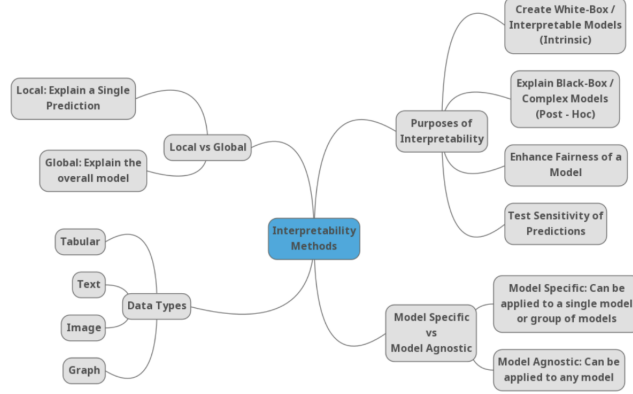 Create White-Box /
Interpretable Models
(Intrinsic)
Explain Black-Box /
Complex Models
(Post - Hoc)
Enhance Fairness of a
Model
Test Sensitivity of
Predictions
Purposes of
Interpretability
Local: Explain a Single
Prediction
Global: Explain the
overall model
Local vs Global
Interpretability
Methods
Tabular
Text
Image
Graph
Data Types
Model Specific
vs
Model Agnostic
Model Specific: Can be
applied to a single model
or group of models
Model Agnostic: Can be
applied to any model